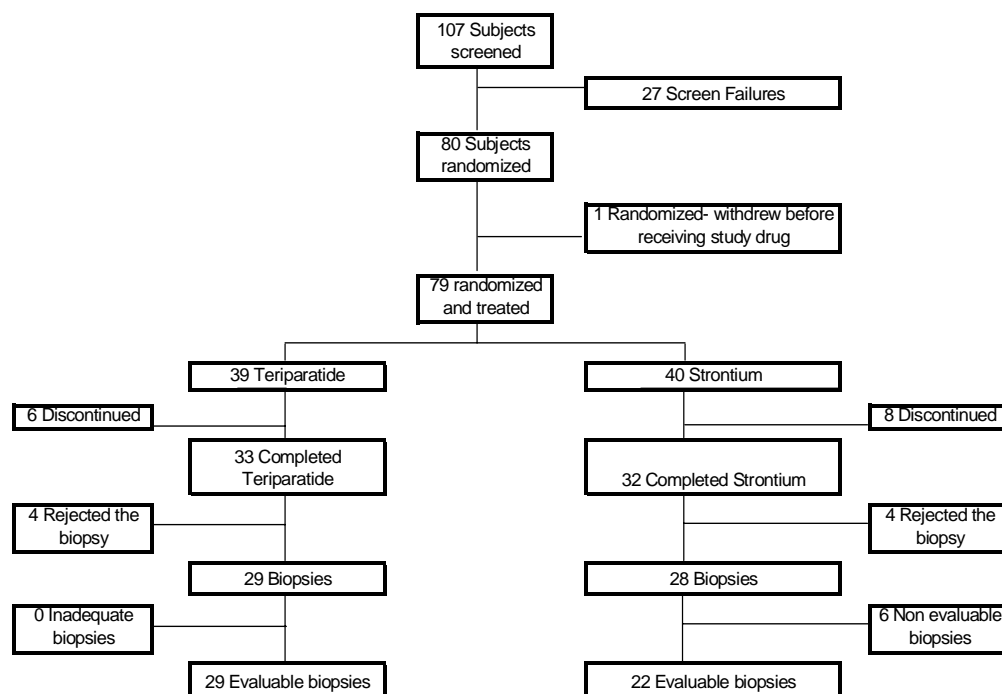 107 Subjects
screened
27 Screen Failures
80 Subjects
randomized
1 Randomized- withdrew before
receiving study drug
79 randomized
and treated
39 Teriparatide
40 Strontium
6 Discontinued
8 Discontinued
33 Completed
Teriparatide
32 Completed Strontium
4 Rejected the
biopsy
4 Rejected the
biopsy
29 Biopsies
28 Biopsies
0 Inadequate
biopsies
6 Non evaluable
biopsies
29 Evaluable biopsies
22 Evaluable biopsies